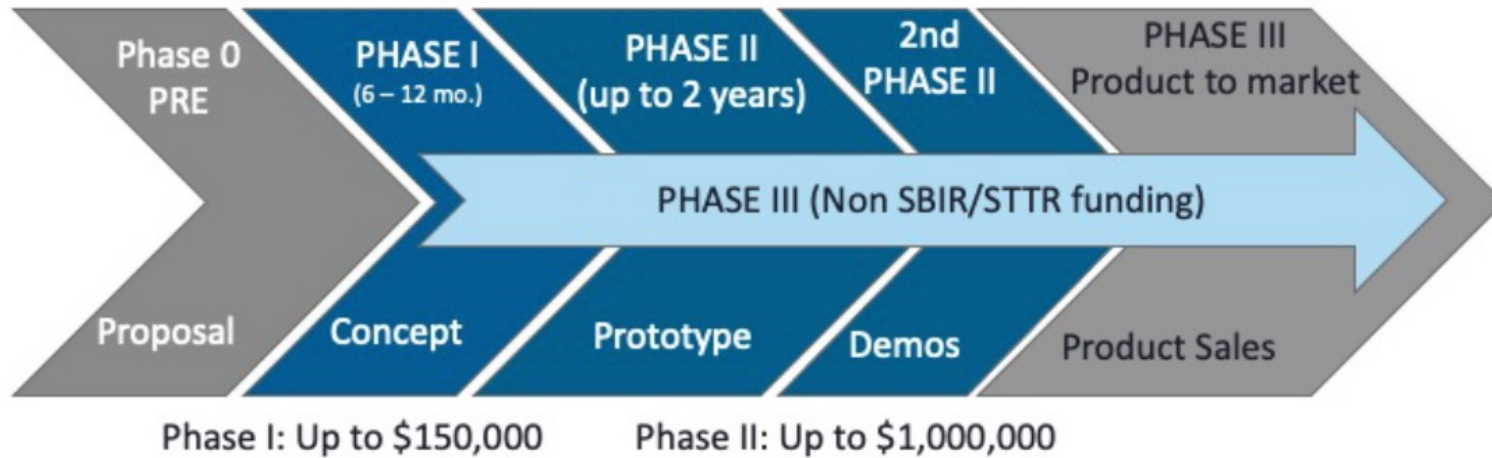 Phase 0
PRE
PHASE I
(6 – 12 mo.)
PHASE II
(up to 2 years)
2nd
PHASE II
PHASE III
Product to market
PHASE III (Non SBIR/STTR funding)
Proposal
Concept
Prototype
Demos
Product Sales
Phase I: Up to $150,000
Phase II: Up to $1,000,000